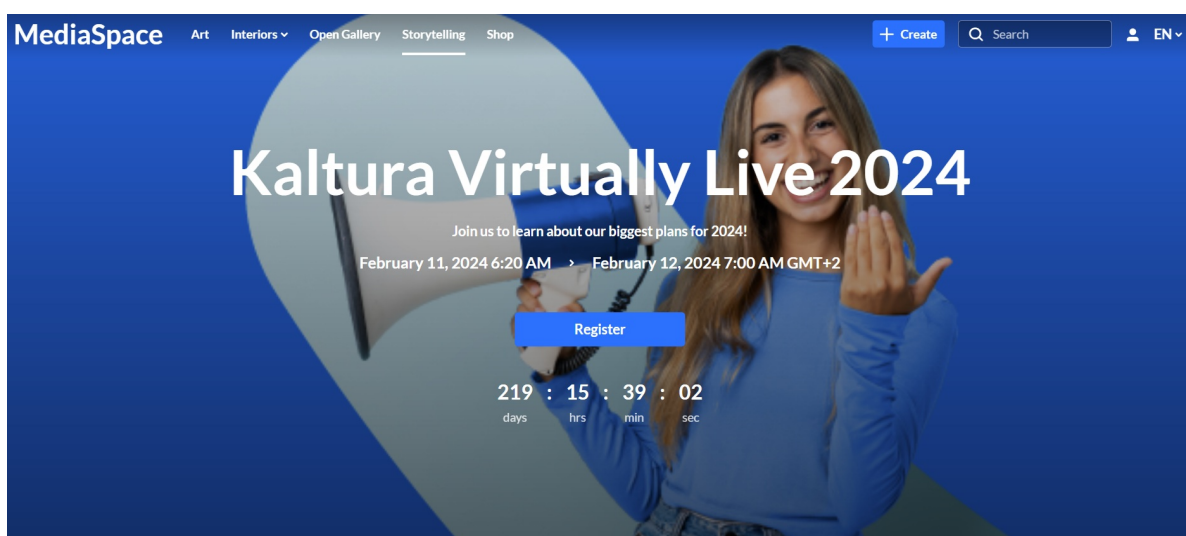 MediaSpace Art Interiors Open Gallery Storytelling Shop + Create Search EN
Kaltura Virtually Live 2024
Join us to learn about our biggest plans for 2024!
February 11, 2024 6:20 AM > February 12, 2024 7:00 AM GMT+2
Register
219 : 15 : 39 : 02
days hrs min sec